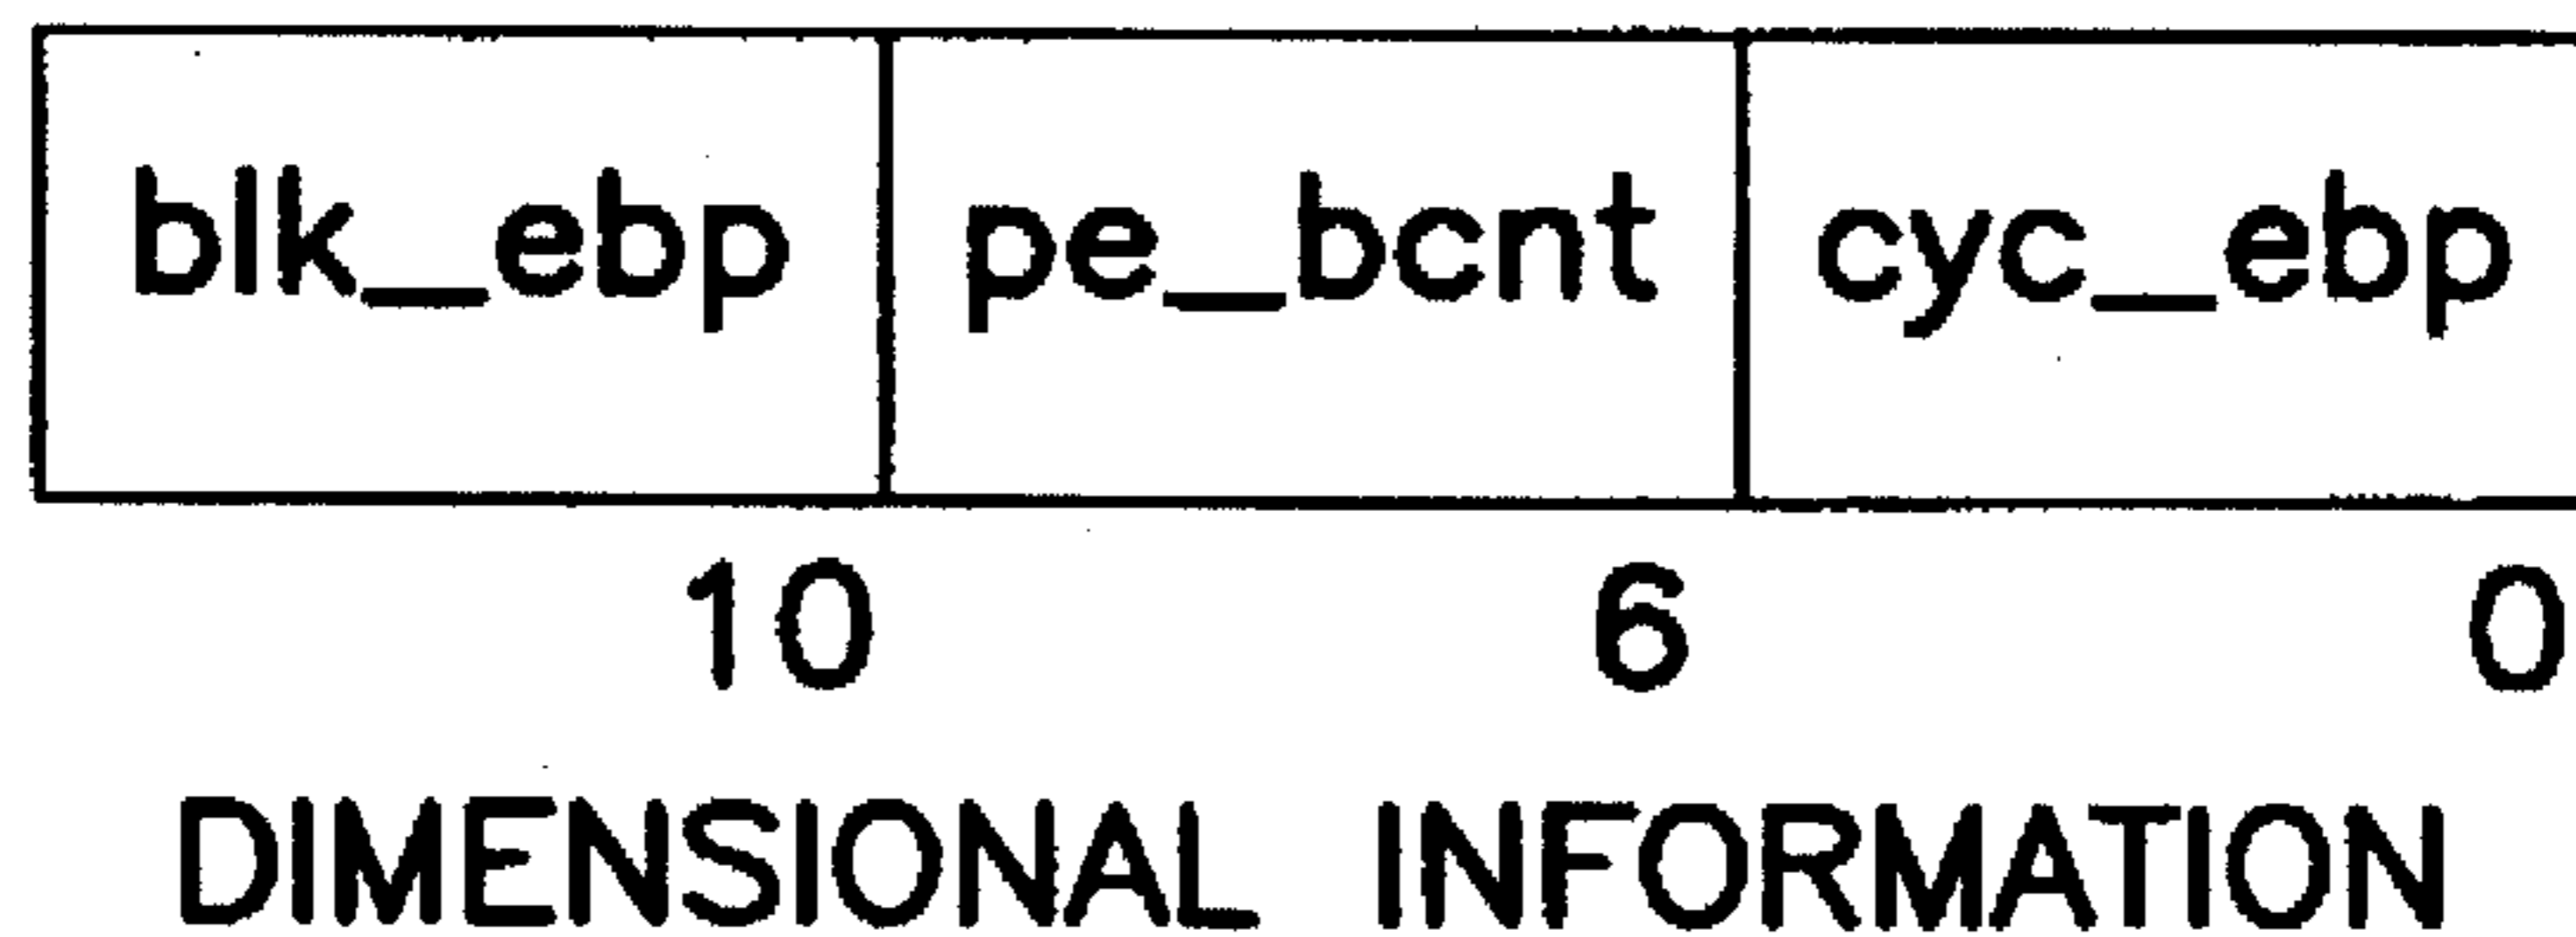 blk_ebp pe_bcnt cyc_ebp
10 6 0
DIMENSIONAL INFORMATION